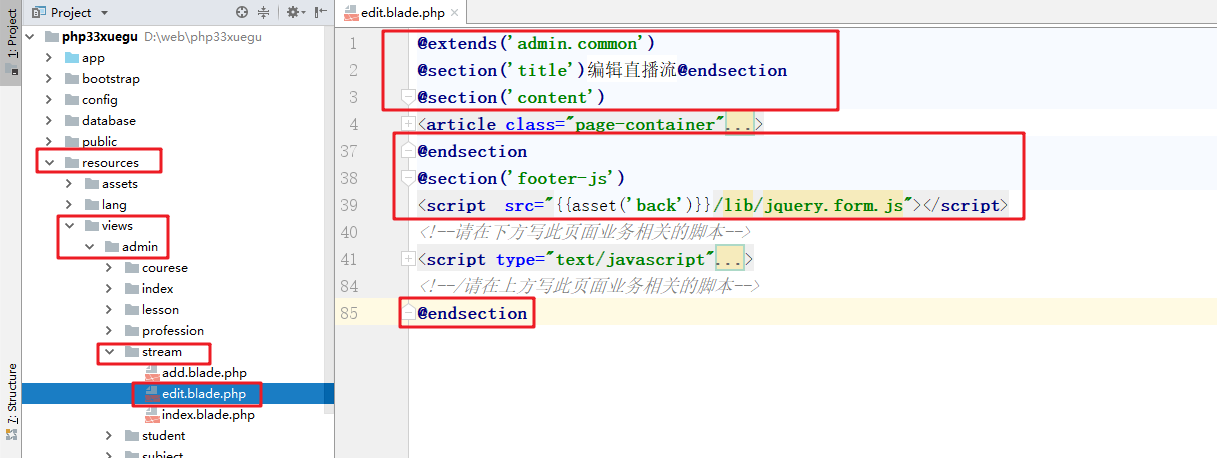 1: Project
Project
php33xuegu D:\web\php33xuegu
app
bootstrap
config
database
public
resources
assets
lang
views
admin
courese
index
lesson
profession
stream
add.blade.php
edit.blade.php
index.blade.php
student
subject
7: Structure
edit.blade.php
1 @extends('admin.common')
2 @section('title')编辑直播流@endsection
3 @section('content')
4 <article class="page-container"...>
37 @endsection
38 @section('footer-js')
39 <script  src="{{asset('back')}}/lib/jquery.form.js"></script>
40 <!--请在下方写此页面业务相关的脚本-->
41 <script type="text/javascript"...>
84 <!--/请在上方写此页面业务相关的脚本-->
85 @endsection